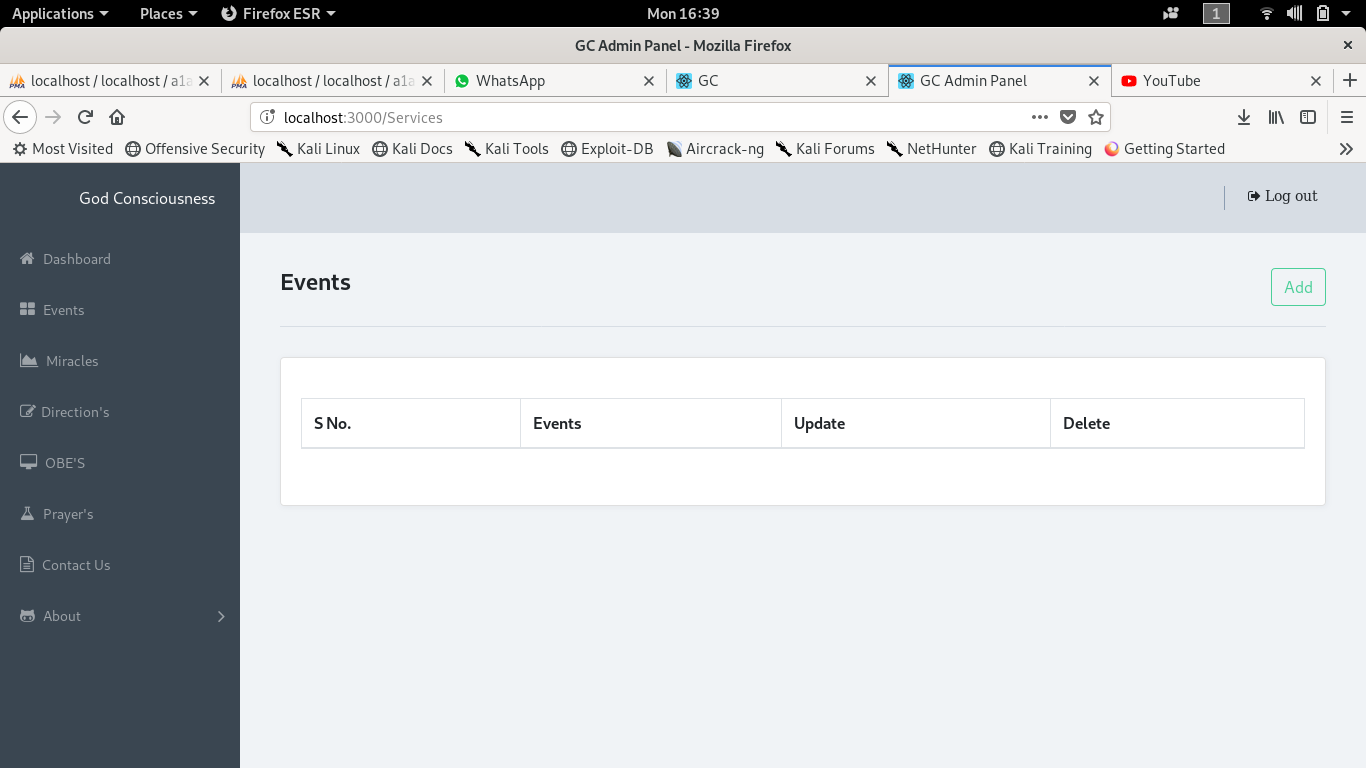 Applications Places Firefox ESR Mon 16:39 1
GC Admin Panel - Mozilla Firefox
localhost / localhost / a1a localhost / localhost / a1a WhatsApp GC GC Admin Panel YouTube
localhost:3000/Services
Most Visited Offensive Security Kali Linux Kali Docs Kali Tools Exploit-DB Aircrack-ng Kali Forums NetHunter Kali Training Getting Started
God Consciousness
Log out
Dashboard
Events
Miracles
Direction's
OBE'S
Prayer's
Contact Us
About
Events
Add
S No. Events Update Delete